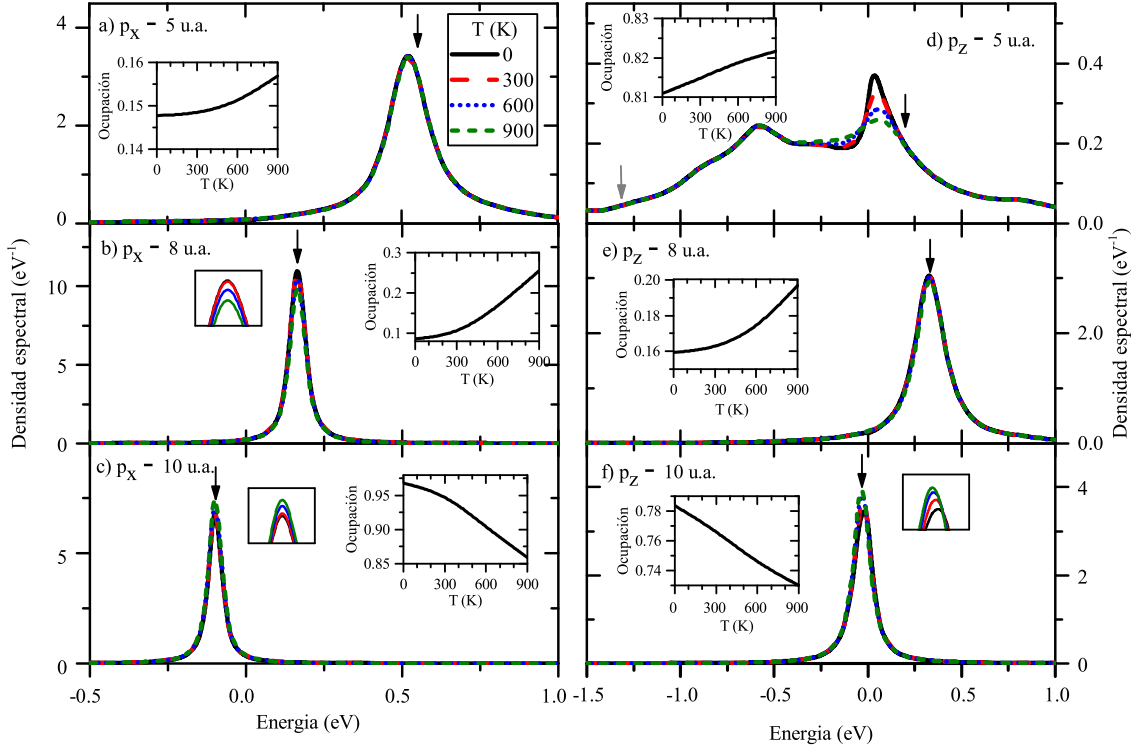 a) pX - 5 u.a.
T (K)
0
300
600
900
Ocupación
0.16
0.15
0.14
0 300 600 900
T (K)
4
2
0
d) pZ - 5 u.a.
Ocupación
0.83
0.82
0.81
0 300 600 900
T (K)
0.4
0.2
0.0
b) pX - 8 u.a.
Ocupación
0.3
0.2
0.1
0 300 600 900
T (K)
10
5
0
e) pZ - 8 u.a.
Ocupación
0.20
0.18
0.16
0 300 600 900
T (K)
2.0
0.0
c) pX - 10 u.a.
Ocupación
0.95
0.90
0.85
0 300 600 900
T (K)
5
0
f) pZ - 10 u.a.
Ocupación
0.78
0.76
0.74
0 300 600 900
T (K)
4
2
0
Densidad espectral (eV-1)
Densidad espectral (eV-1)
-0.5 0.0 0.5 1.0
Energia (eV)
-1.5 -1.0 -0.5 0.0 0.5 1.0
Energia (eV)